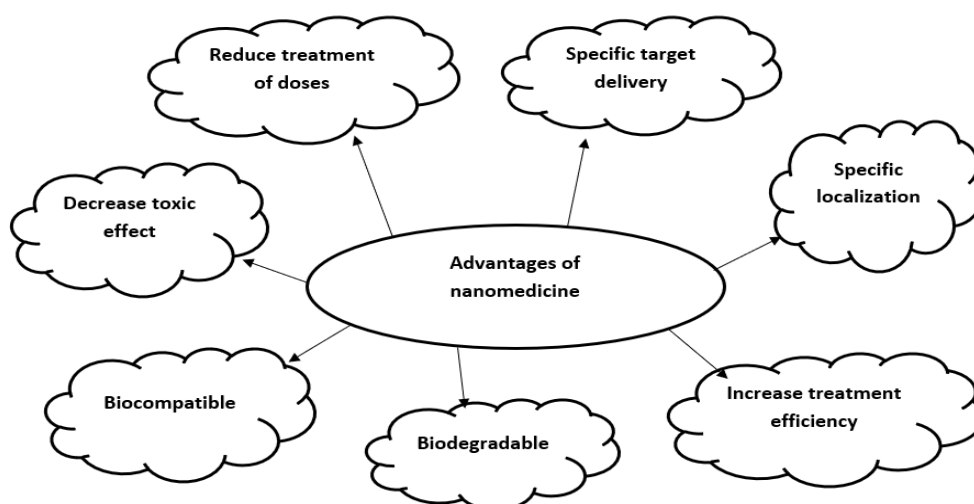 Reduce treatment
of doses
Specific target
delivery
Specific
localization
Decrease toxic
effect
Advantages of
nanomedicine
Biocompatible
Biodegradable
Increase treatment
efficiency